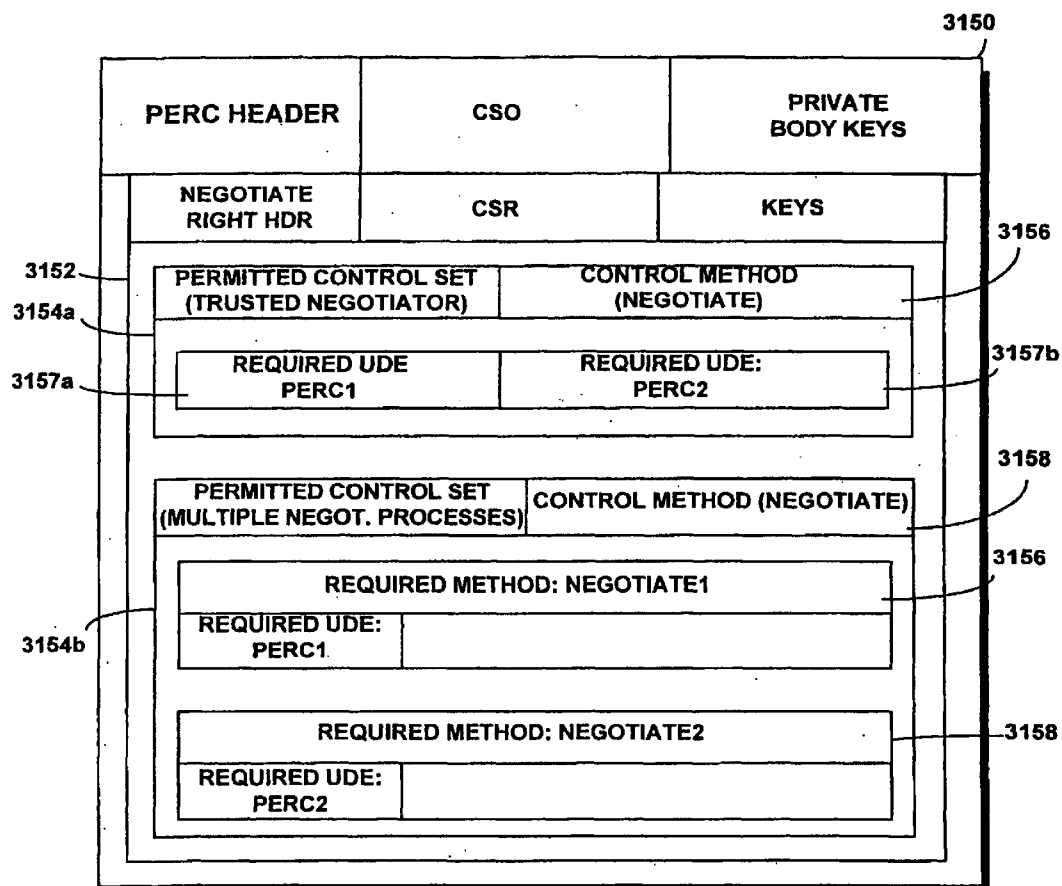 3150
PERC HEADER
CSO
PRIVATE
BODY KEYS
NEGOTIATE
RIGHT HDR
CSR
KEYS
3152
PERMITTED CONTROL SET
(TRUSTED NEGOTIATOR)
CONTROL METHOD
(NEGOTIATE)
3156
3154a
3157a
REQUIRED UDE
PERC1
REQUIRED UDE:
PERC2
3157b
PERMITTED CONTROL SET
(MULTIPLE NEGOT. PROCESSES)
CONTROL METHOD (NEGOTIATE)
3158
REQUIRED METHOD: NEGOTIATE1
3156
3154b
REQUIRED UDE:
PERC1
REQUIRED METHOD: NEGOTIATE2
3158
REQUIRED UDE:
PERC2